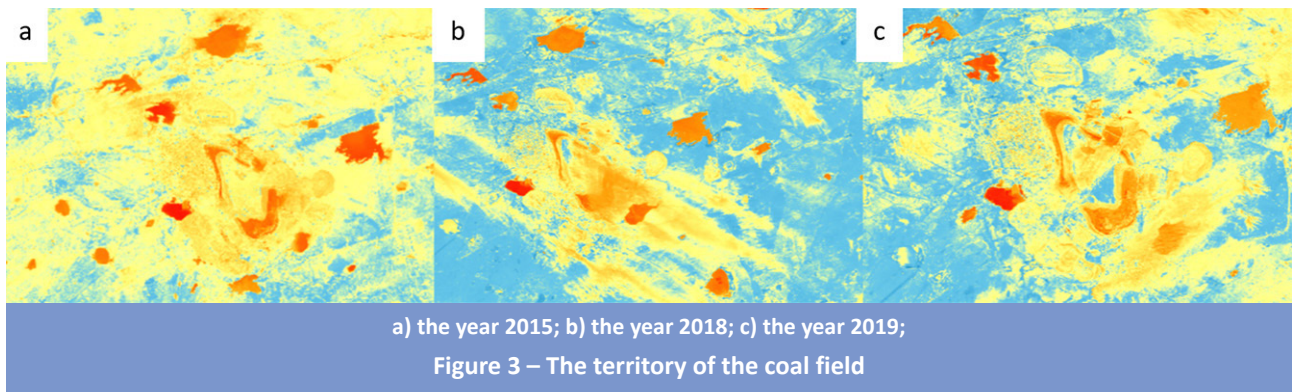 a
b
c
a) the year 2015; b) the year 2018; c) the year 2019;
Figure 3 – The territory of the coal field